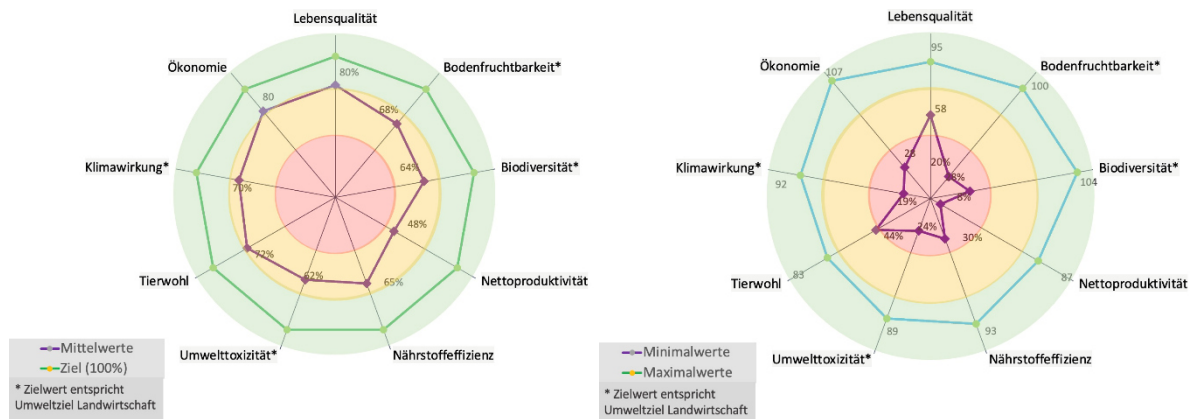 Lebensqualität
80%
Ökonomie
80
Bodenfruchtbarkeit*
68%
Klimawirkung*
70%
64%
Biodiversität*
48%
Tierwohl
72%
Nettoproduktivität
62%
65%
Umwelttoxizität*
Nährstoffeffizienz
Mittelwerte
Ziel (100%)
* Zielwert entspricht
Umweltziel Landwirtschaft
Lebensqualität
95
Ökonomie
107
Bodenfruchtbarkeit*
100
58
28
20%
8%
Klimawirkung*
92
19%
8%
Biodiversität*
104
Tierwohl
83
44%
24%
30%
87
Nettoproduktivität
89
93
Umwelttoxizität*
Nährstoffeffizienz
Minimalwerte
Maximalwerte
* Zielwert entspricht
Umweltziel Landwirtschaft